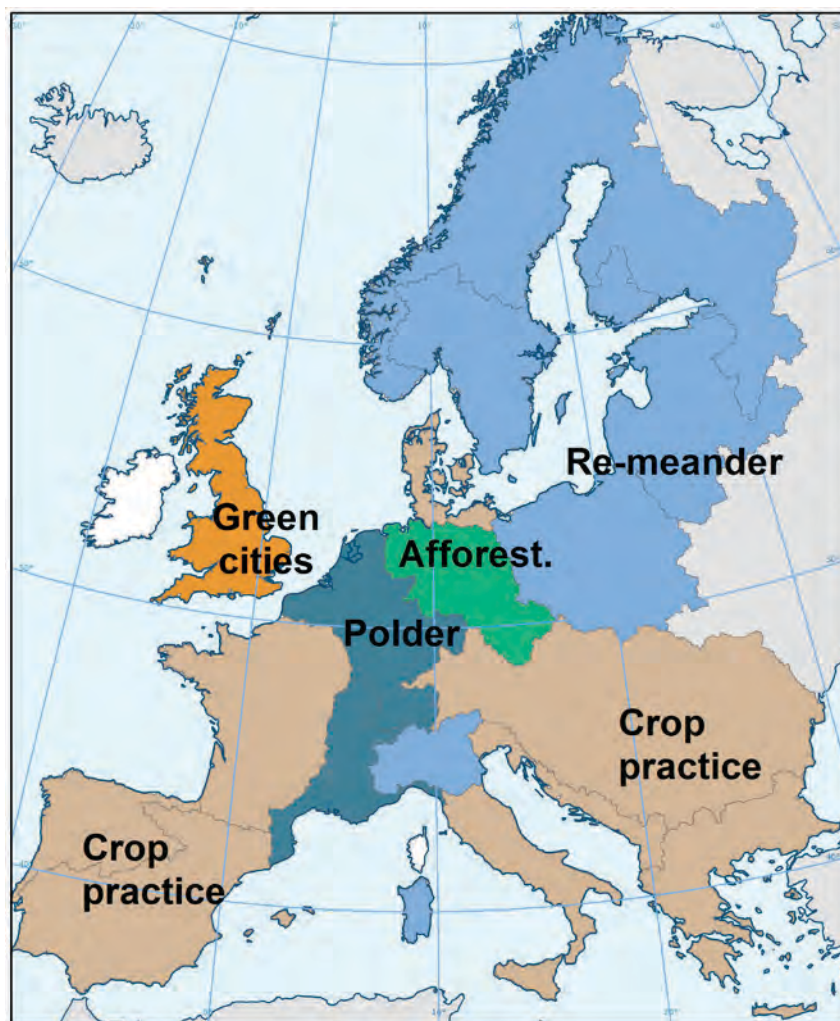 Re-meander
Green
cities
Afforest.
Polder
Crop
practice
Crop
practice